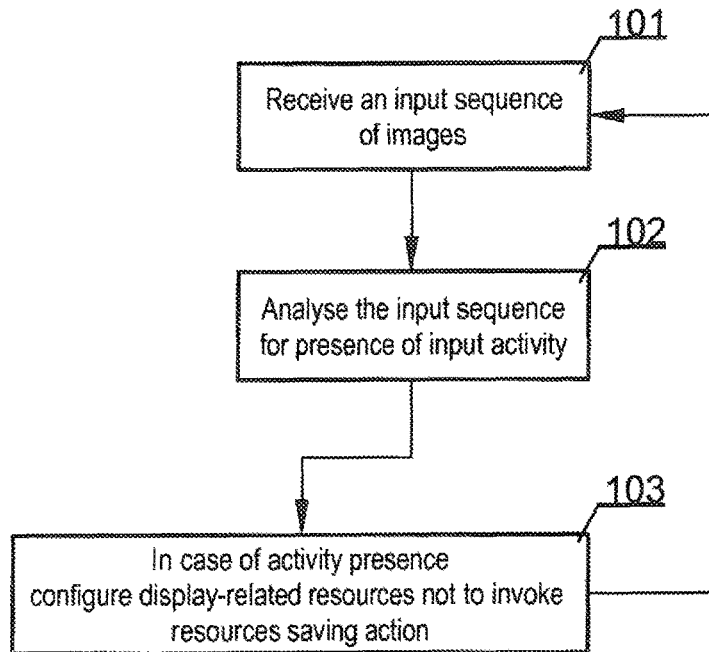 101
Receive an input sequence
of images
102
Analyse the input sequence
for presence of input activity
103
In case of activity presence
configure display-related resources not to invoke
resources saving action